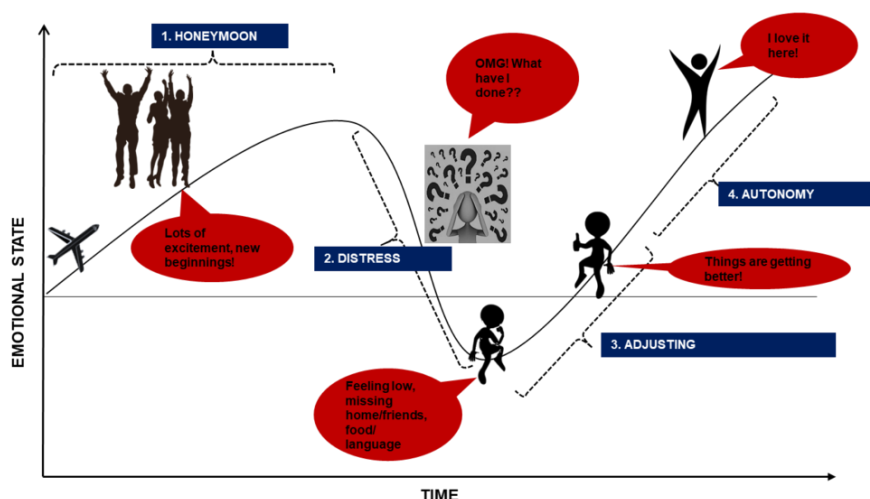 1. HONEYMOON
I love it
here!
OMG! What
have I
done??
4. AUTONOMY
Lots of
excitement, new
beginnings!
2. DISTRESS
Things are getting
better!
3. ADJUSTING
Feeling low,
missing
home/friends,
food/
language
EMOTIONAL STATE
TIME